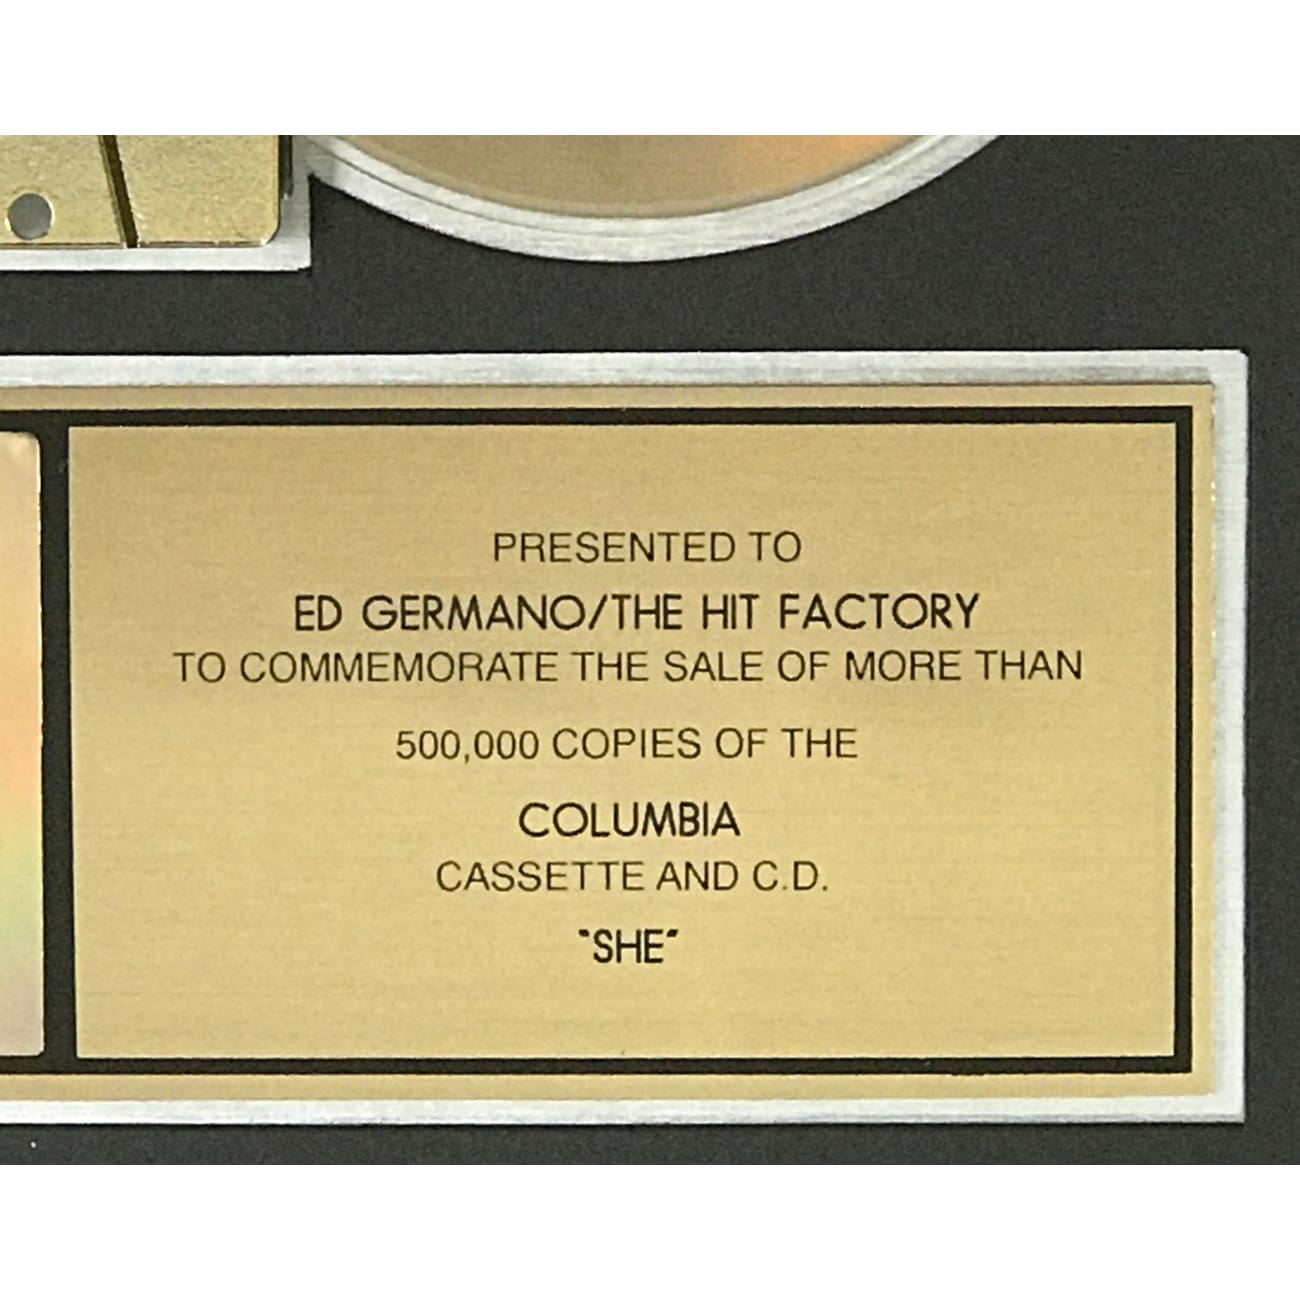 PRESENTED TO
ED GERMANO/THE HIT FACTORY
TO COMMEMORATE THE SALE OF MORE THAN
500,000 COPIES OF THE
COLUMBIA
CASSETTE AND C.D.
"SHE"